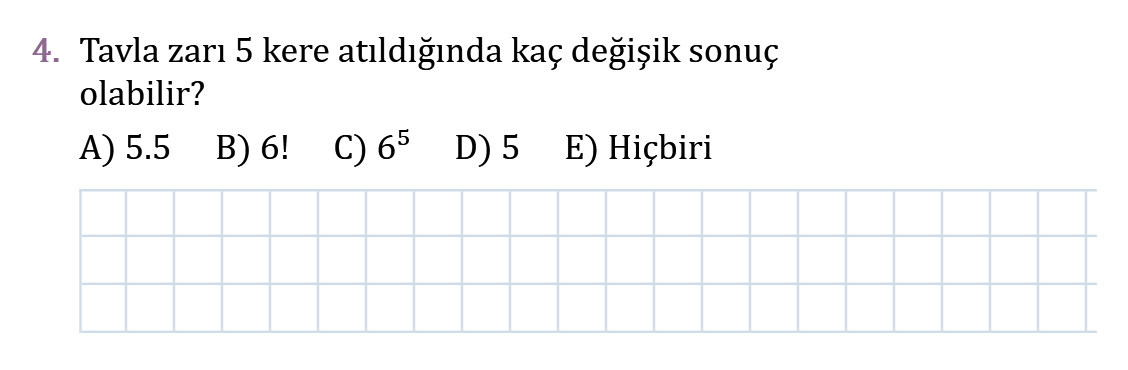 4. Tavla zarı 5 kere atıldığında kaç değişik sonuç
olabilir?
A) 5.5 B) 6! C) 6⁵ D) 5 E) Hiçbiri